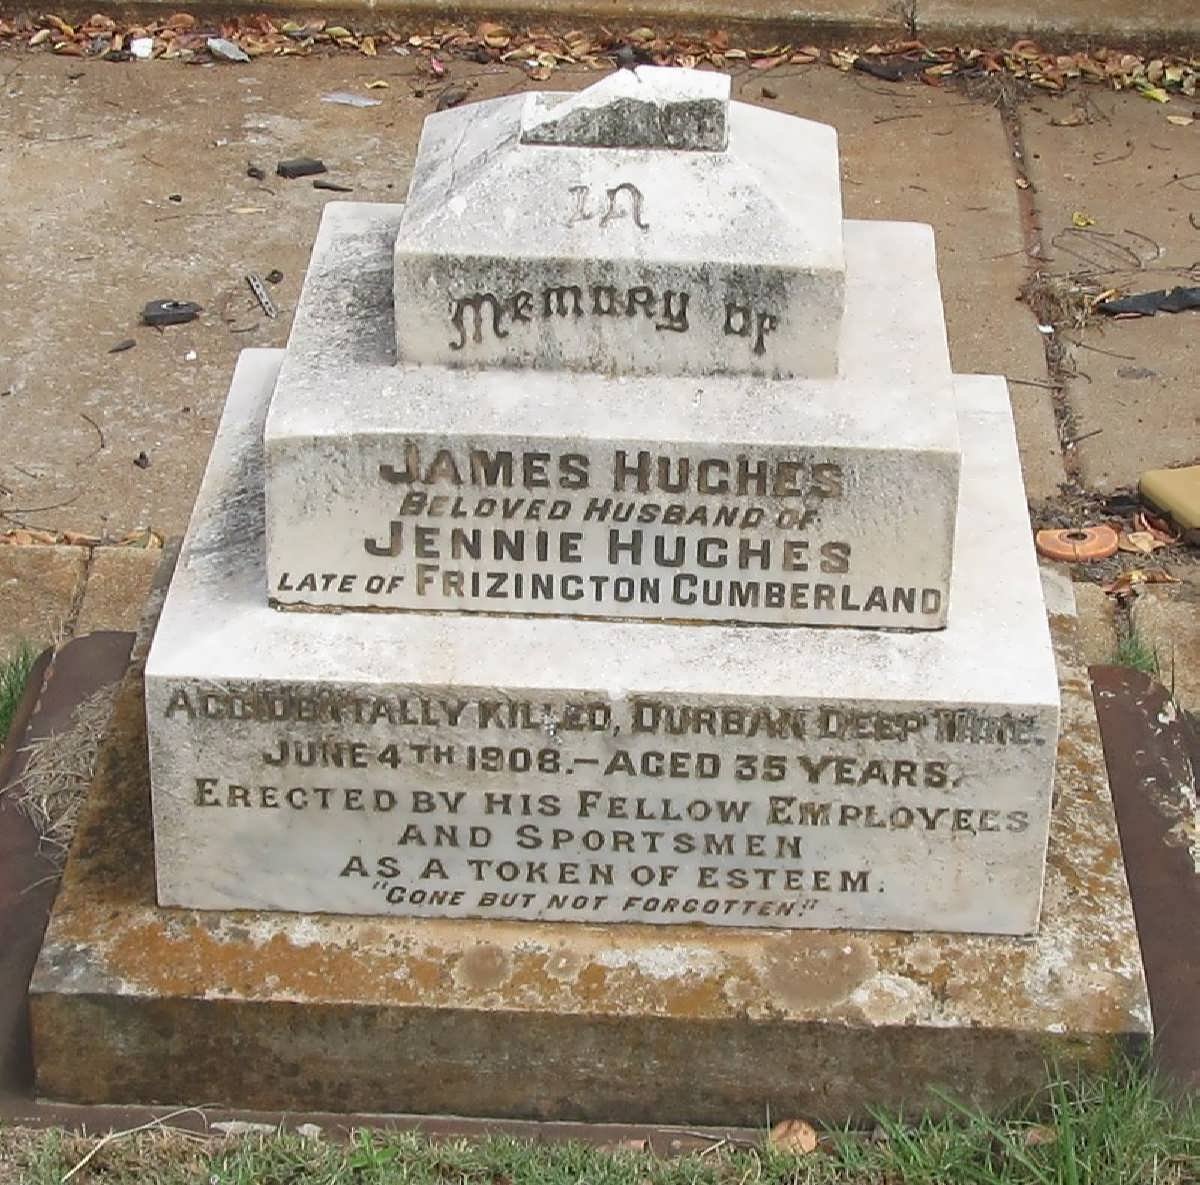 In
Memory of
JAMES HUGHES
BELOVED HUSBAND OF
JENNIE HUGHES
LATE OF FRIZINGTON CUMBERLAND
ACCIDENTALLY KILLED, DURBAN DEEP MINE.
JUNE 4TH 1908.—AGED 35 YEARS.
ERECTED BY HIS FELLOW EMPLOYEES
AND SPORTSMEN
AS A TOKEN OF ESTEEM.
"GONE BUT NOT FORGOTTEN."